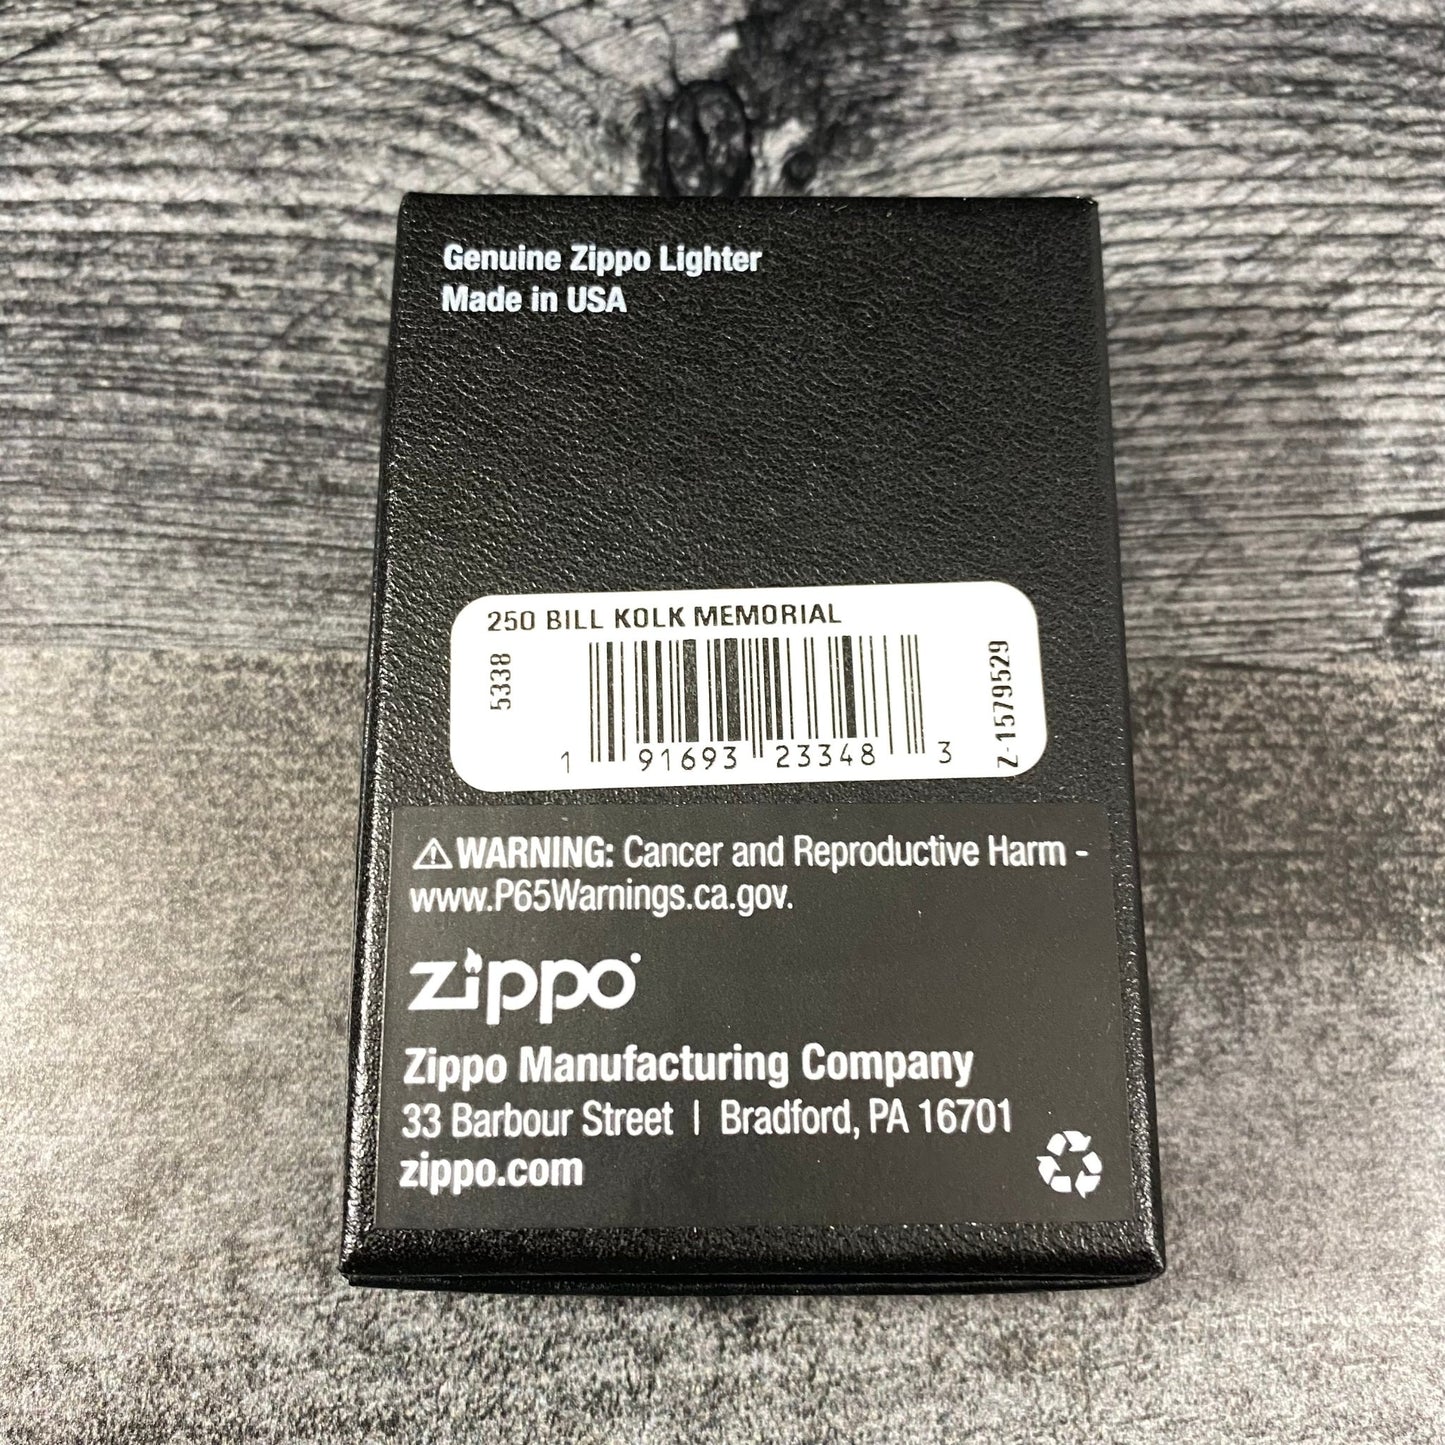 Genuine Zippo Lighter
Made in USA
250 BILL KOLK MEMORIAL
5338
Z-1579529
1 91693 23348 3
⚠ WARNING: Cancer and Reproductive Harm -
www.P65Warnings.ca.gov.
zippo
Zippo Manufacturing Company
33 Barbour Street | Bradford, PA 16701
zippo.com